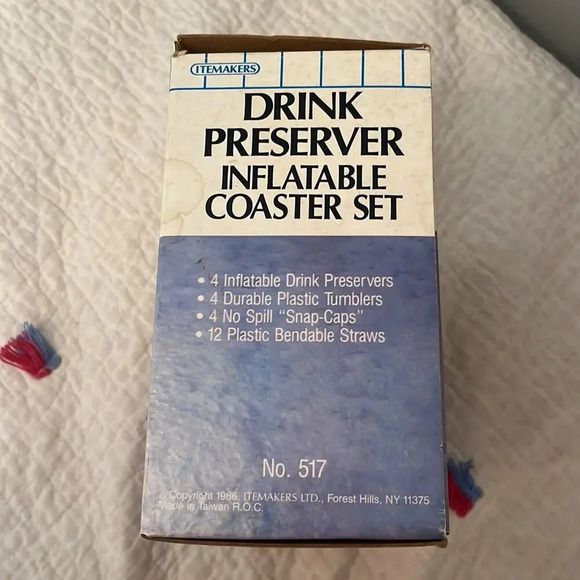 ITEMAKERS
DRINK
PRESERVER
INFLATABLE
COASTER SET
• 4 Inflatable Drink Preservers
• 4 Durable Plastic Tumblers
• 4 No Spill “Snap-Caps”
• 12 Plastic Bendable Straws
No. 517
© Copyright 1986, ITEMAKERS LTD., Forest Hills, NY 11375
Made in Taiwan R.O.C.